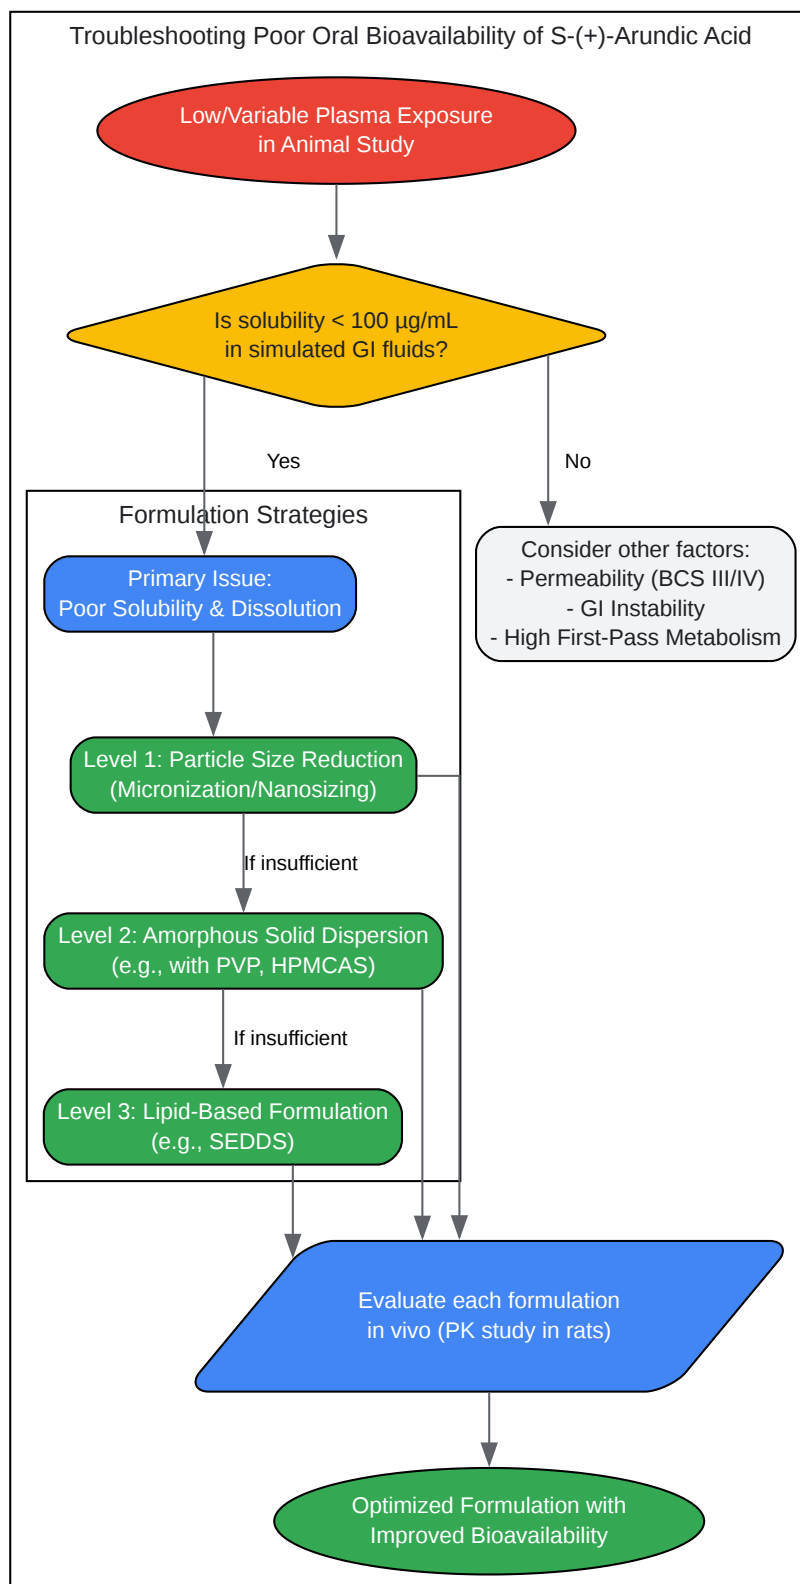 Troubleshooting Poor Oral Bioavailability of S-(+)-Arundic Acid
Low/Variable Plasma Exposure
in Animal Study
Is solubility < 100 µg/mL
in simulated GI fluids?
Yes
No
Formulation Strategies
Primary Issue:
Poor Solubility & Dissolution
Consider other factors:
- Permeability (BCS III/IV)
- GI Instability
- High First-Pass Metabolism
Level 1: Particle Size Reduction
(Micronization/Nanosizing)
If insufficient
Level 2: Amorphous Solid Dispersion
(e.g., with PVP, HPMCAS)
If insufficient
Level 3: Lipid-Based Formulation
(e.g., SEDDS)
Evaluate each formulation
in vivo (PK study in rats)
Optimized Formulation with
Improved Bioavailability